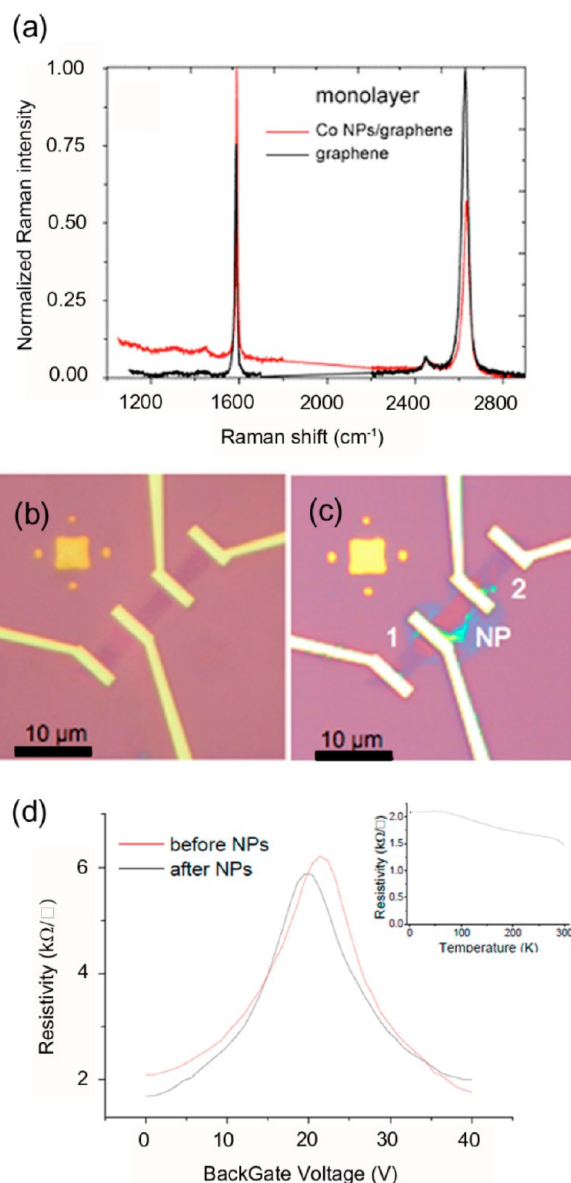 (a)
1.00
0.75
0.50
0.25
0.00
Normalized Raman intensity
monolayer
Co NPs/graphene
graphene
1200 1600 2000 2400 2800
Raman shift (cm⁻¹)
(b)
10 µm
(c)
1
2
NP
10 µm
(d)
before NPs
after NPs
6
4
2
Resistivity (kΩ/□)
0 10 20 30 40
BackGate Voltage (V)
2.0
1.5
1.0
0.5
0.0
Resistivity (kΩ/□)
0 100 200 300
Temperature (K)